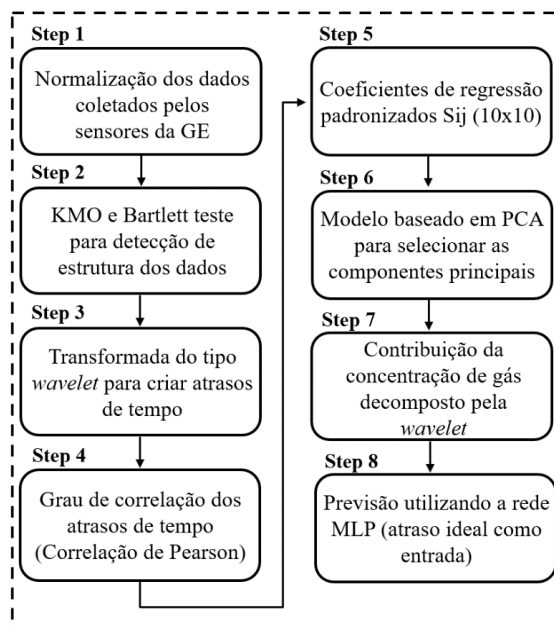 Step 1
Normalização dos dados
coletados pelos
sensores da GE
Step 2
KMO e Bartlett teste
para detecção de
estrutura dos dados
Step 3
Transformada do tipo
wavelet para criar atrasos
de tempo
Step 4
Grau de correlação dos
atrasos de tempo
(Correlação de Pearson)
Step 5
Coeficientes de regressão
padronizados Sij (10x10)
Step 6
Modelo baseado em PCA
para selecionar as
componentes principais
Step 7
Contribuição da
concentração de gás
decomposto pela
wavelet
Step 8
Previsão utilizando a rede
MLP (atraso ideal como
entrada)